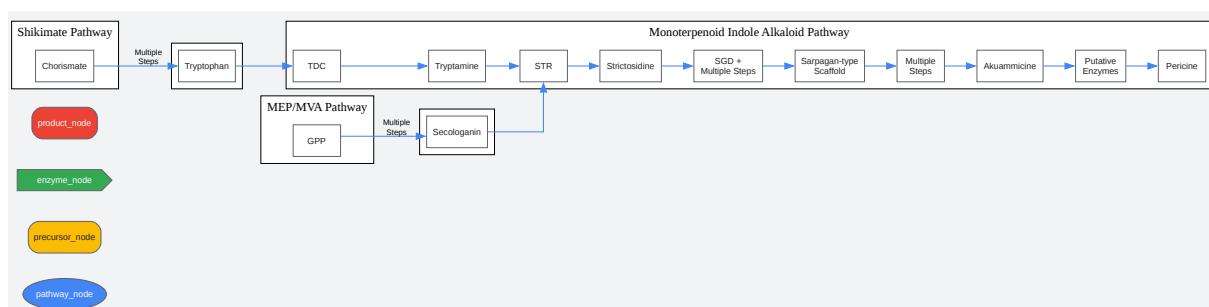 Shikimate Pathway
Chorismate
Multiple
Steps
Tryptophan
Monoterpenoid Indole Alkaloid Pathway
TDC
Tryptamine
STR
Strictosidine
SGD +
Multiple Steps
Sarpagan-type
Scaffold
Multiple
Steps
Akuammicine
Putative
Enzymes
Pericine
MEP/MVA Pathway
GPP
Multiple
Steps
Secologanin
product_node
enzyme_node
precursor_node
pathway_node